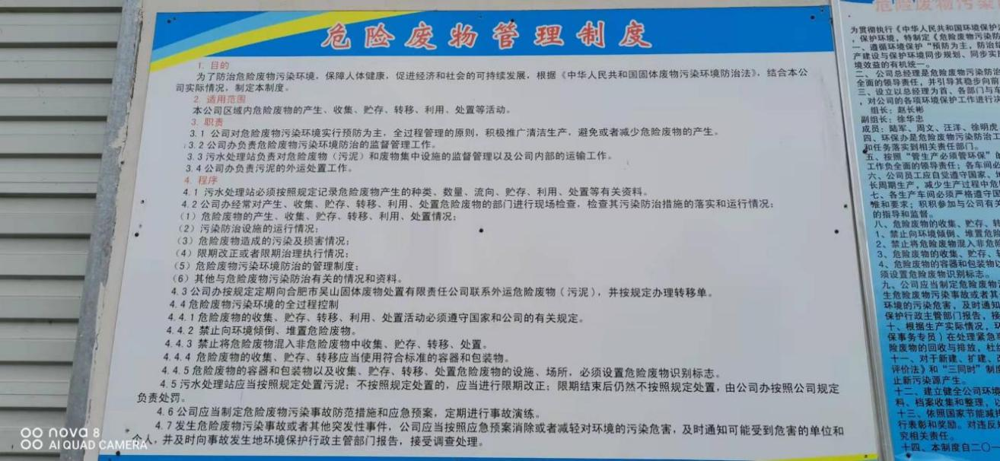 危险废物管理制度
1. 目的
为了防治危险废物污染环境，保障人体健康，促进经济和社会的可持续发展，根据《中华人民共和国固体废物污染环境防治法》，结合本公
司实际情况，制定本制度。
2. 适用范围
本公司区域内危险废物的产生、收集、贮存、转移、利用、处置等活动。
3. 职责
3.1 公司对危险废物污染环境实行预防为主，全过程管理的原则，积极推广清洁生产，避免或者减少危险废物的产生。
3.2公司办负责危险废物污染环境防治的监督管理工作。
3.3 污水处理站负责对危险废物（污泥）和废物集中设施的监督管理以及公司内部的运输工作。
3.4 公司办负责污泥的外运处置工作。
4. 程序
4.1 污水处理站必须按照规定记录危险废物产生的种类、数量、流向、贮存、利用、处置等有关资料。
4.2公司办经常对产生、收集、贮存、转移、利用、处置危险废物的部门进行现场检查，检查其污染防治措施的落实和运行情况；
（1）危险废物的产生、收集、贮存、转移、利用、处置情况；
（2）污染防治设施的运行情况；
（3）危险废物造成的污染及损害情况；
（4）限期改正或者限期治理执行情况；
（5）危险废物污染环境防治的管理制度；
（6）其他与危险废物污染防治有关的情况和资料。
4.3公司办按规定定期向合肥市吴山固体废物处置有限责任公司联系外运危险废物（污泥），并按规定办理转移单。
4.4危险废物污染环境的全过程控制
4.4.1危险废物的收集、贮存、转移、利用、处置活动必须遵守国家和公司的有关规定。
4.4.2 禁止向环境倾倒、堆置危险废物。
4.4.3 禁止将危险废物混入非危险废物中收集、贮存、转移、处置。
4.4.4 危险废物的收集、贮存、转移应当使用符合标准的容器和包装物。
4.4.5危险废物的容器和包装物以及收集、贮存、转移、处置危险废物的设施、场所，必须设置危险废物识别标志。
4.5 污水处理站应当按照规定处置污泥；不按照规定处置的，应当进行限期改正；限期结束后仍然不按照规定处置，由公司办按照公司规定
负责处罚。
4.6 公司应当制定危险废物污染事故防范措施和应急预案，定期进行事故演练。
4.7发生危险废物污染事故或者其他突发性事件，公司应当按照应急预案消除或者减轻对环境的污染危害，及时通知可能受到危害的单位和
个人，并及时向事故发生地环境保护行政主管部门报告，接受调查处理。
危险废物污染
为贯彻执行《中华人民共和国环境保护
，保护环境，特制定《危险废物污染防
一、遵循环境保护“预防为主，防治结
产建设与保护环境同步规划、同步实
境效益的有机统一。
二、公司总经理是危险废物污染防治
全面的领导责任，并引导其稳步向前
三、设立以总经理为首、各部门与车
，对公司的各项环境保护工作进行决
组长：赵长彬
副组长：徐华忠
成员：陆军、周文、汪洋、徐明虎
四、环保办是危险废物污染防治工
和任务落实到相关责任部门。
五、按照“管生产必须管环保”的
工作负全面的领导责任；各车间必
六、公司员工应自觉遵守国家、地
长周期生产，减少生产过程中危
七、各生产车间必须严格遵守国
惟和要求；积积参加与公司有关
的指导和监督。
八、危险废物的收集、贮存、转
1、禁止向环境倾倒、堆置危险
2、禁止将危险废物混入非危险
3、危险废物的收集、贮存、转
4、危险废物的容器和包装物以
须设置危险废物识别标志。
九、公司应当制定危险废物
生危险废物污染事故或者其
环境的污染危害，及时通知
保护行政主管部门报告，接
十、根据生产实际情况，环
保事务专员）在处理紧急
险废物的回收与排放，杜绝
十一、对于新建、扩建、改
评价法》和“三同时”制度
止新污染源产生。
十二、建立健全公司环境
料、档案收集和整理，以
十三、依照国家节能减排
行表彰和奖励。对违反
究相关责任。
十四、本制度自二〇一
nova 8
AI QUAD CAMERA